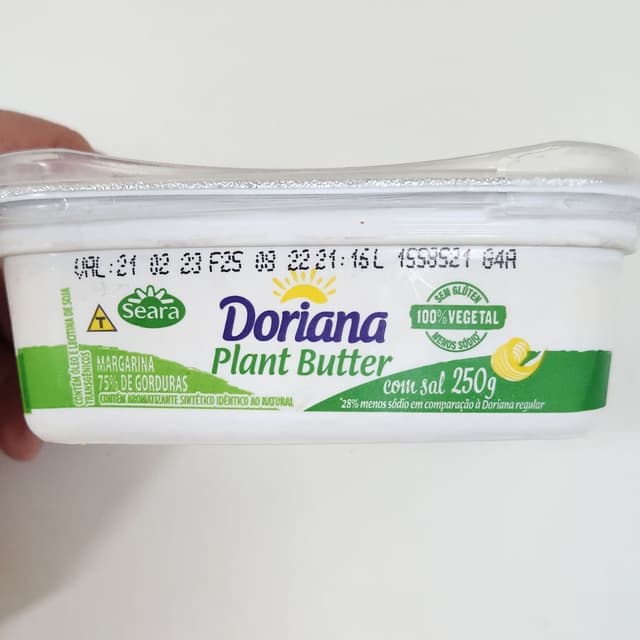 VAL:21 02 23 F25 08 22 21:16L 1558521 G4A
Seara
T
CONTÉM ÓLEO E LECITINA DE SOJA
TRANSGÊNICOS
MARGARINA
75% DE GORDURAS
CONTÉM AROMATIZANTE SINTÉTICO IDÊNTICO AO NATURAL
Doriana
Plant Butter
SEM GLÚTEN
100% VEGETAL
MENOS SÓDIO*
com sal 250g
*28% menos sódio em comparação à Doriana regular